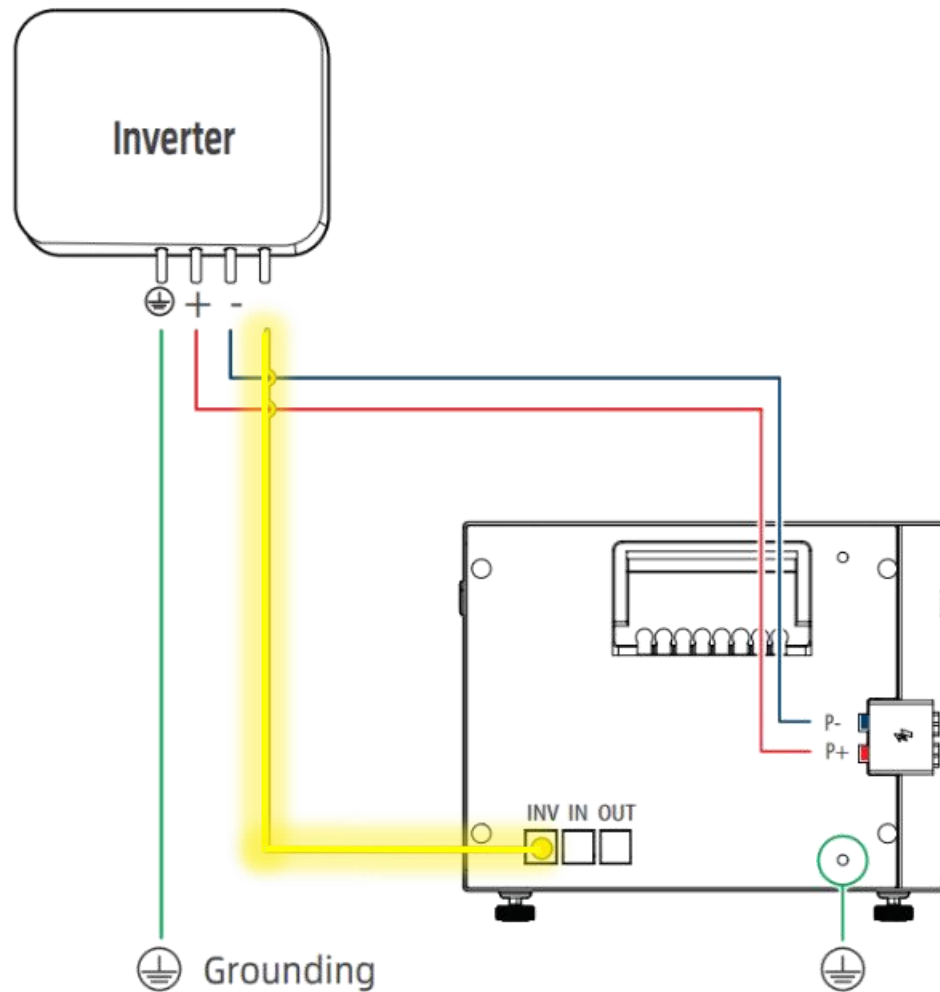 Inverter
+ -
P-
P+
INV IN OUT
Grounding